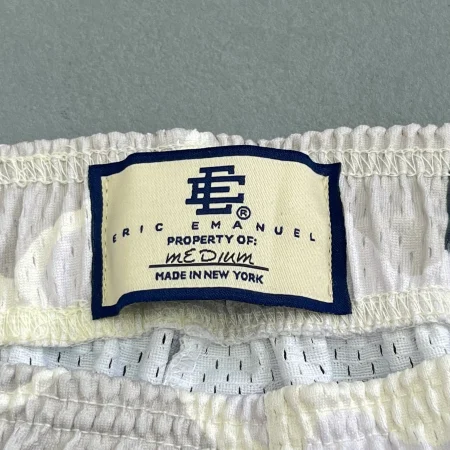 EE®
ERIC EMANUEL
PROPERTY OF:
MEDIUM
MADE IN NEW YORK